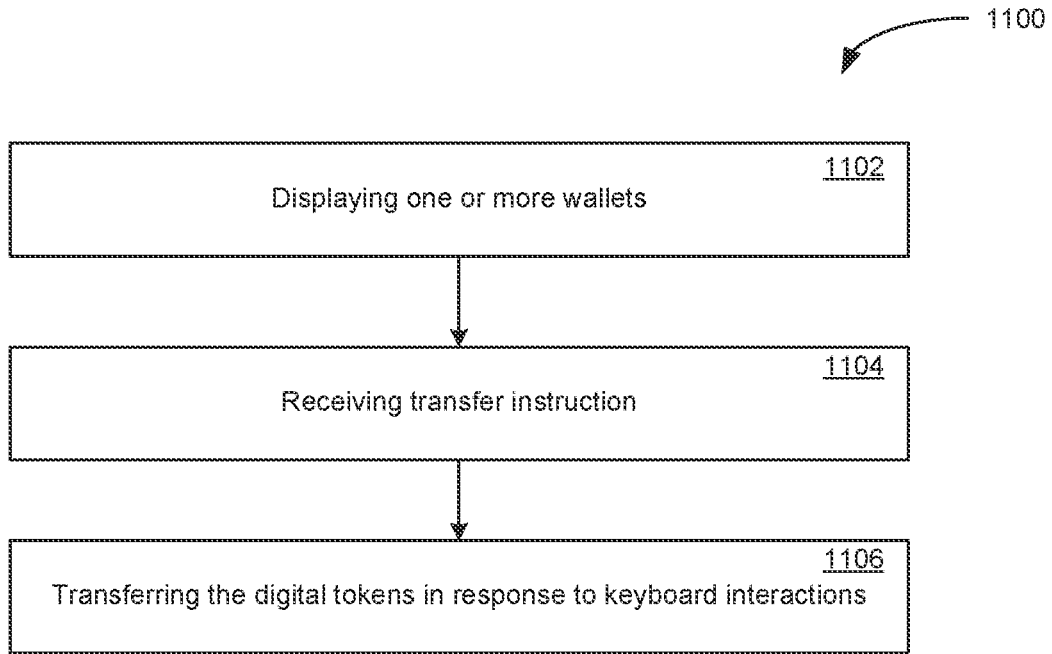 1100
1102
Displaying one or more wallets
1104
Receiving transfer instruction
1106
Transferring the digital tokens in response to keyboard interactions